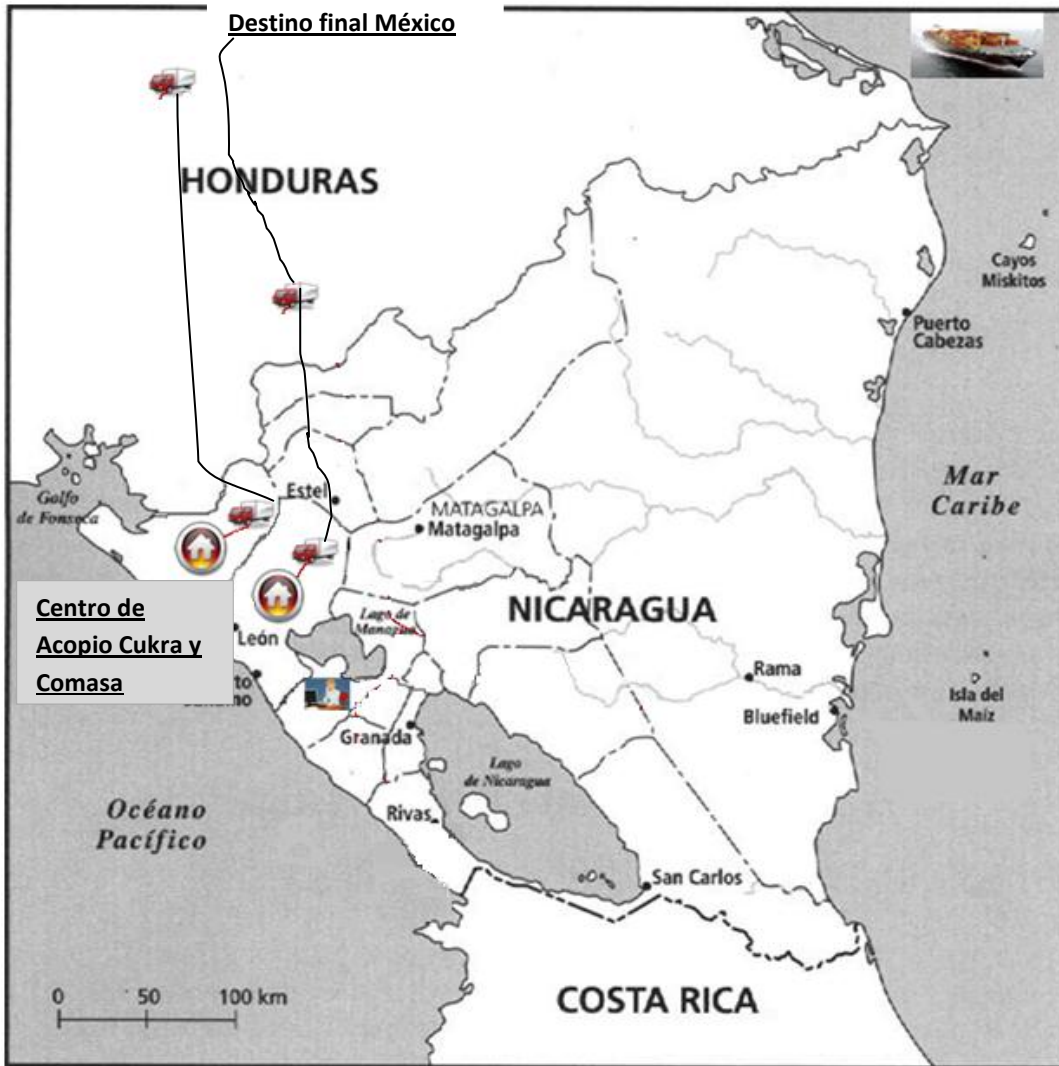 Destino final México
HONDURAS
Cayos
Miskitos
Puerto
Cabezas
Golfo
de Fonseca
Estel
MATAGALPA
Matagalpa
Mar
Caribe
Centro de
Acopio Cukra y
Comasa
Lago de
Managua
NICARAGUA
León
Rama
Isla del
Maíz
Bluefield
Granada
Lago
de Nicaragua
Océano
Pacífico
Rivas
San Carlos
COSTA RICA
0 50 100 km